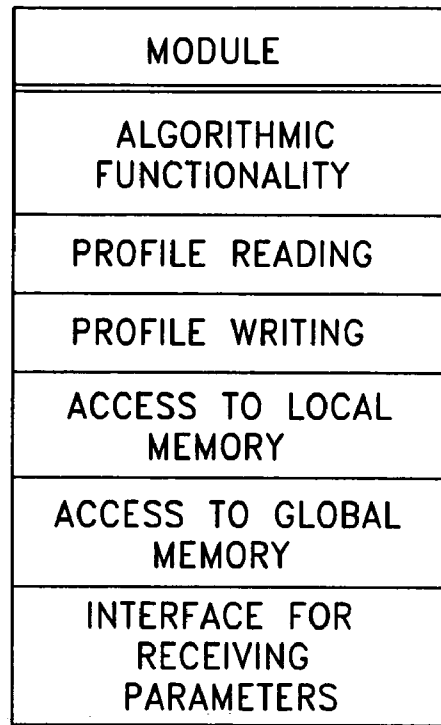 MODULE
ALGORITHMIC
FUNCTIONALITY
PROFILE READING
PROFILE WRITING
ACCESS TO LOCAL
MEMORY
ACCESS TO GLOBAL
MEMORY
INTERFACE FOR
RECEIVING
PARAMETERS